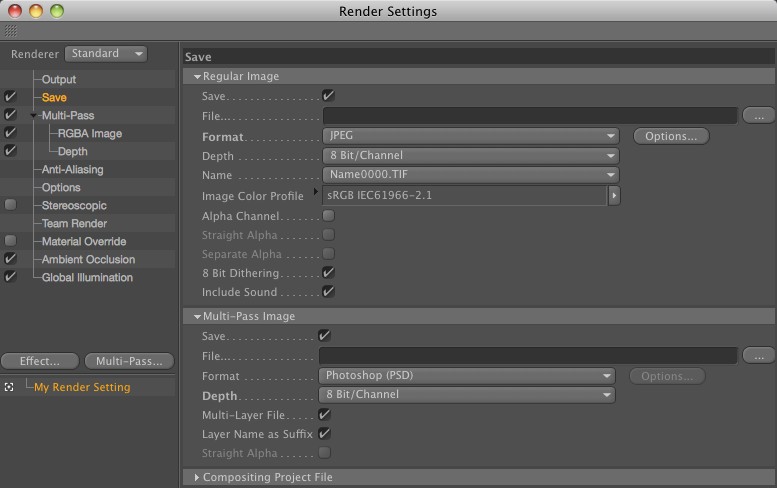 Render Settings
Renderer Standard
Output
Save
Multi-Pass
RGBA Image
Depth
Anti-Aliasing
Options
Stereoscopic
Team Render
Material Override
Ambient Occlusion
Global Illumination
Effect...
Multi-Pass...
My Render Setting
Save
Regular Image
Save
File...
...
Format JPEG Options...
Depth 8 Bit/Channel
Name Name0000.TIF
Image Color Profile sRGB IEC61966-2.1
Alpha Channel
Straight Alpha
Separate Alpha
8 Bit Dithering
Include Sound
Multi-Pass Image
Save
File...
...
Format Photoshop (PSD) Options...
Depth 8 Bit/Channel
Multi-Layer File
Layer Name as Suffix
Straight Alpha
Compositing Project File